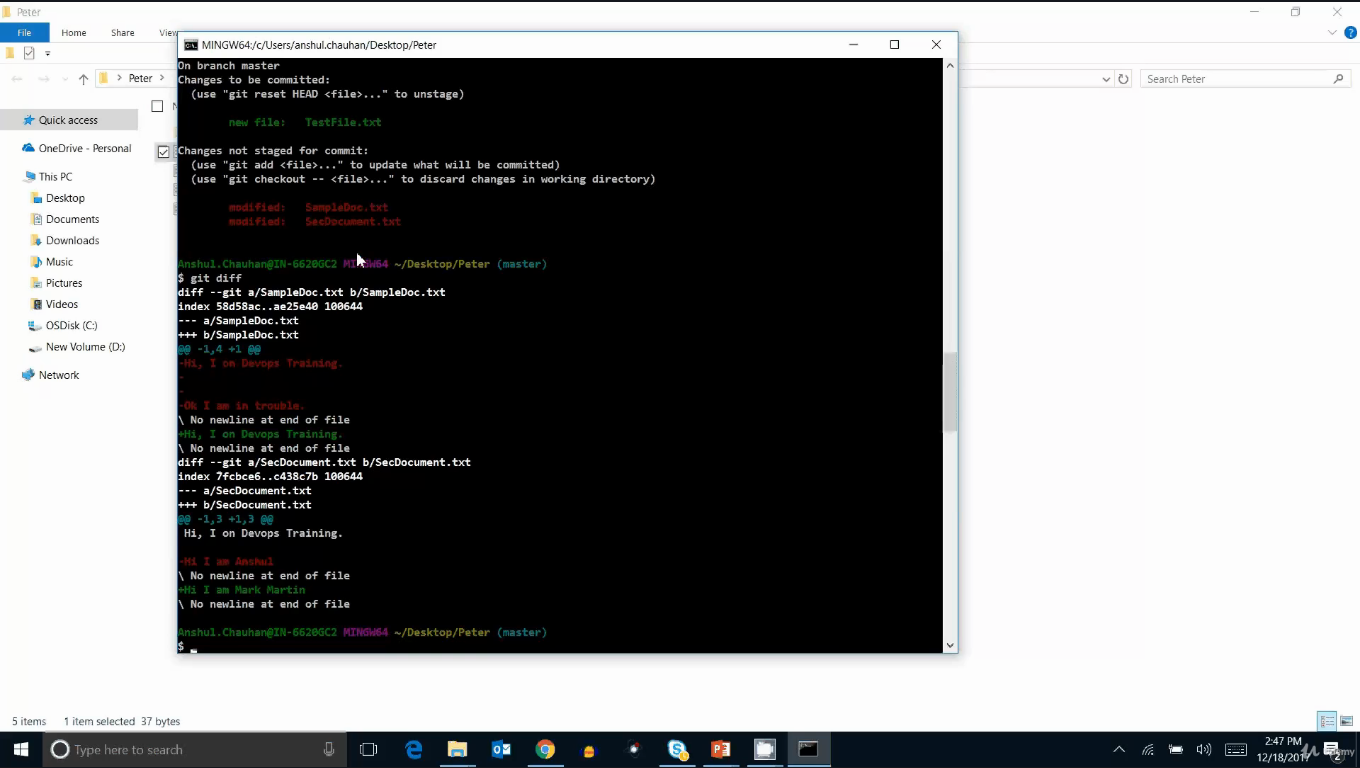 Peter
File Home Share View
MINGW64:/c/Users/anshul.chauhan/Desktop/Peter
Peter
Search Peter
On branch master
Changes to be committed:
(use "git reset HEAD <file>..." to unstage)
new file: TestFile.txt
Changes not staged for commit:
(use "git add <file>..." to update what will be committed)
(use "git checkout -- <file>..." to discard changes in working directory)
modified: SampleDoc.txt
modified: SecDocument.txt
Anshul.Chauhan@IN-6620GC2 MINGW64 ~/Desktop/Peter (master)
$ git diff
diff --git a/SampleDoc.txt b/SampleDoc.txt
index 58d58ac..ae25e40 100644
--- a/SampleDoc.txt
+++ b/SampleDoc.txt
@@ -1,4 +1 @@
-Hi, I on Devops Training.
-
-
-Ok I am in trouble.
\ No newline at end of file
+Hi, I on Devops Training.
\ No newline at end of file
diff --git a/SecDocument.txt b/SecDocument.txt
index 7fcbce6..c438c7b 100644
--- a/SecDocument.txt
+++ b/SecDocument.txt
@@ -1,3 +1,3 @@
Hi, I on Devops Training.
-Hi I am Anshul
\ No newline at end of file
+Hi I am Mark Martin
\ No newline at end of file
Anshul.Chauhan@IN-6620GC2 MINGW64 ~/Desktop/Peter (master)
$
Quick access
OneDrive - Personal
This PC
Desktop
Documents
Downloads
Music
Pictures
Videos
OSDisk (C:)
New Volume (D:)
Network
5 items 1 item selected 37 bytes
Type here to search
2:47 PM
12/18/2017
2